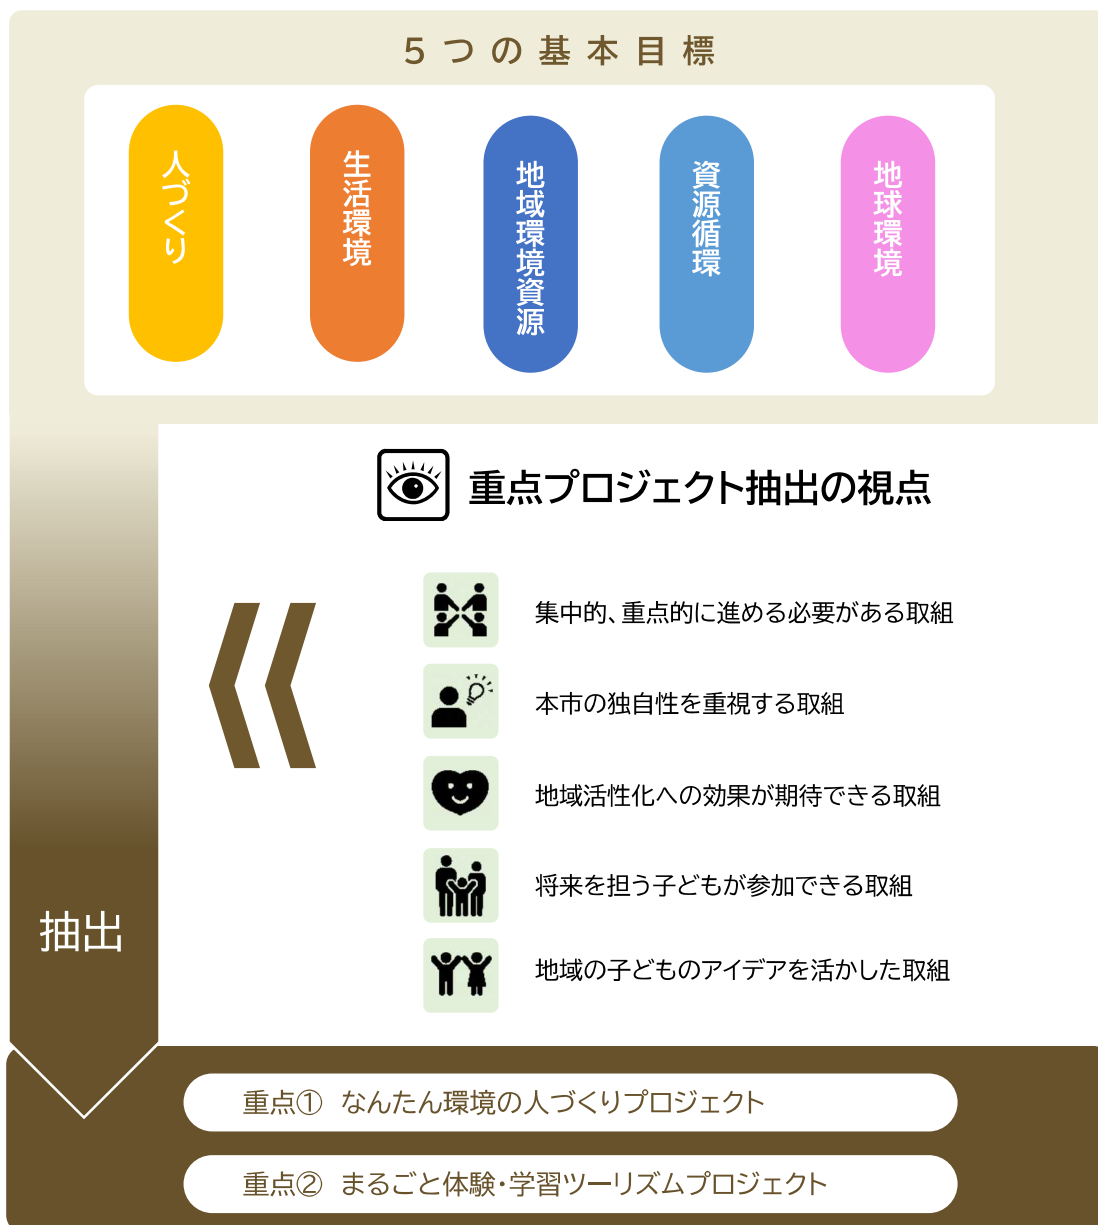 5つの基本目標
人づくり
生活環境
地域環境資源
資源循環
地球環境
重点プロジェクト抽出の視点
集中的、重点的に進める必要がある取組
本市の独自性を重視する取組
地域活性化への効果が期待できる取組
将来を担う子どもが参加できる取組
地域の子どものアイデアを活かした取組
抽出
重点① なんたん環境の人づくりプロジェクト
重点② まるごと体験・学習ツーリズムプロジェクト